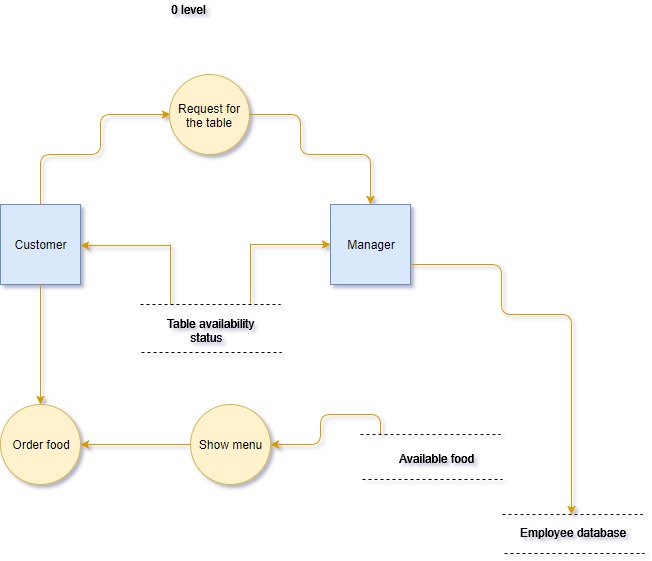 0 level
Request for
the table
Customer
Manager
Table availability
status
Order food
Show menu
Available food
Employee database